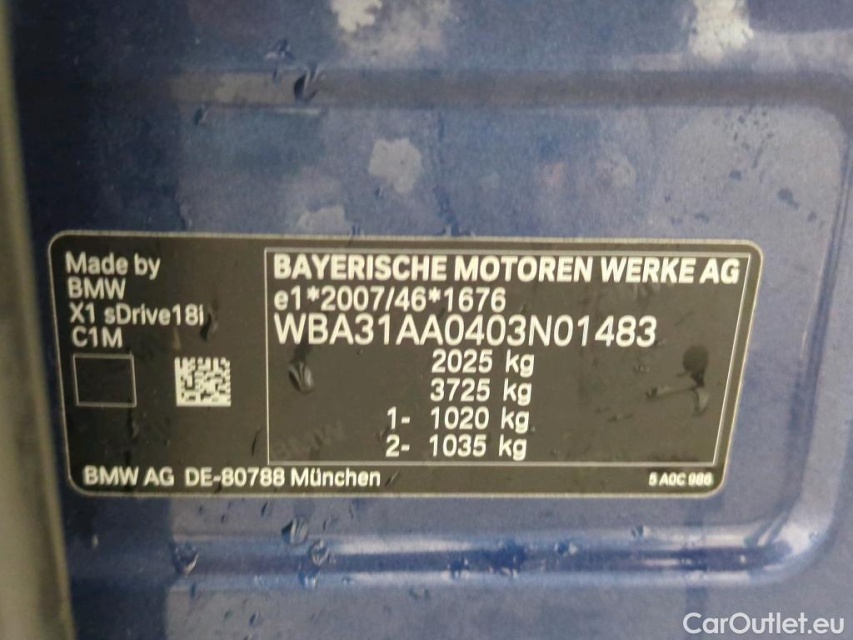 Made by
BMW
X1 sDrive18i
C1M
BAYERISCHE MOTOREN WERKE AG
e1*2007/46*1676
WBA31AA0403N01483
2025 kg
3725 kg
1- 1020 kg
2- 1035 kg
BMW AG DE-80788 München
5 A0C 986
CarOutlet.eu